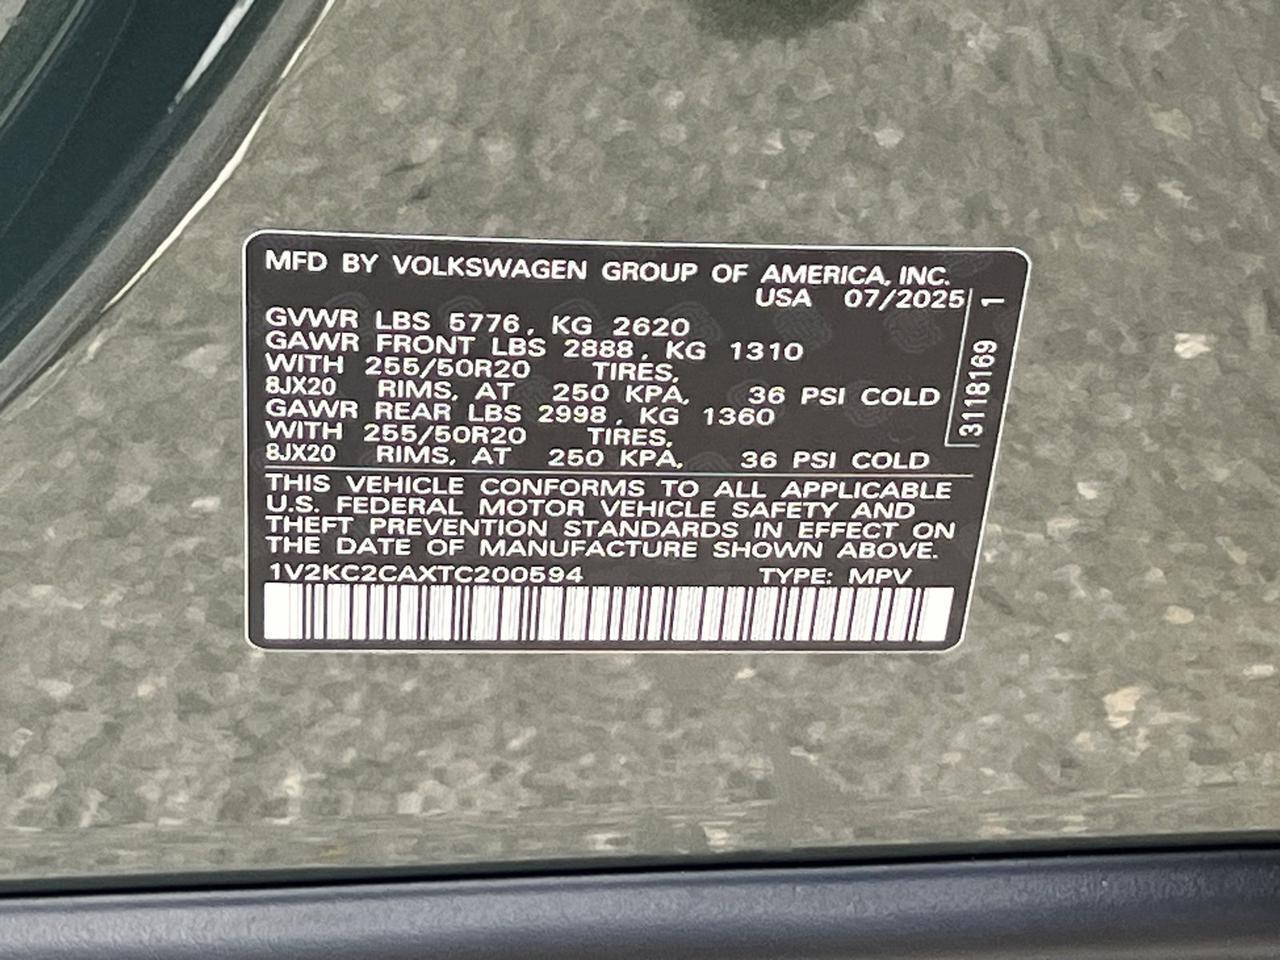 MFD BY VOLKSWAGEN GROUP OF AMERICA, INC.
USA 07/2025
GVWR LBS 5776, KG 2620
GAWR FRONT LBS 2888, KG 1310
WITH 255/50R20 TIRES,
8JX20 RIMS, AT 250 KPA, 36 PSI COLD
GAWR REAR LBS 2998, KG 1360
WITH 255/50R20 TIRES,
8JX20 RIMS, AT 250 KPA, 36 PSI COLD
THIS VEHICLE CONFORMS TO ALL APPLICABLE
U.S. FEDERAL MOTOR VEHICLE SAFETY AND
THEFT PREVENTION STANDARDS IN EFFECT ON
THE DATE OF MANUFACTURE SHOWN ABOVE.
1V2KC2CAXTC200594 TYPE: MPV
3118169 1